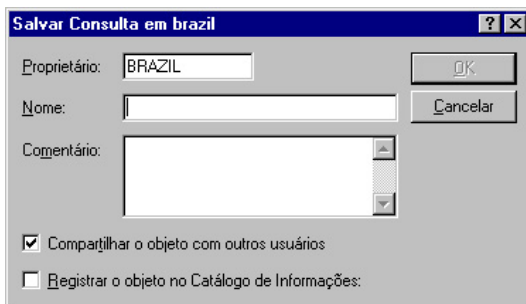 Salvar Consulta em brazil
Proprietário: BRAZIL OK
Nome: Cancelar
Comentário:
Compartilhar o objeto com outros usuários
Registrar o objeto no Catálogo de Informações: